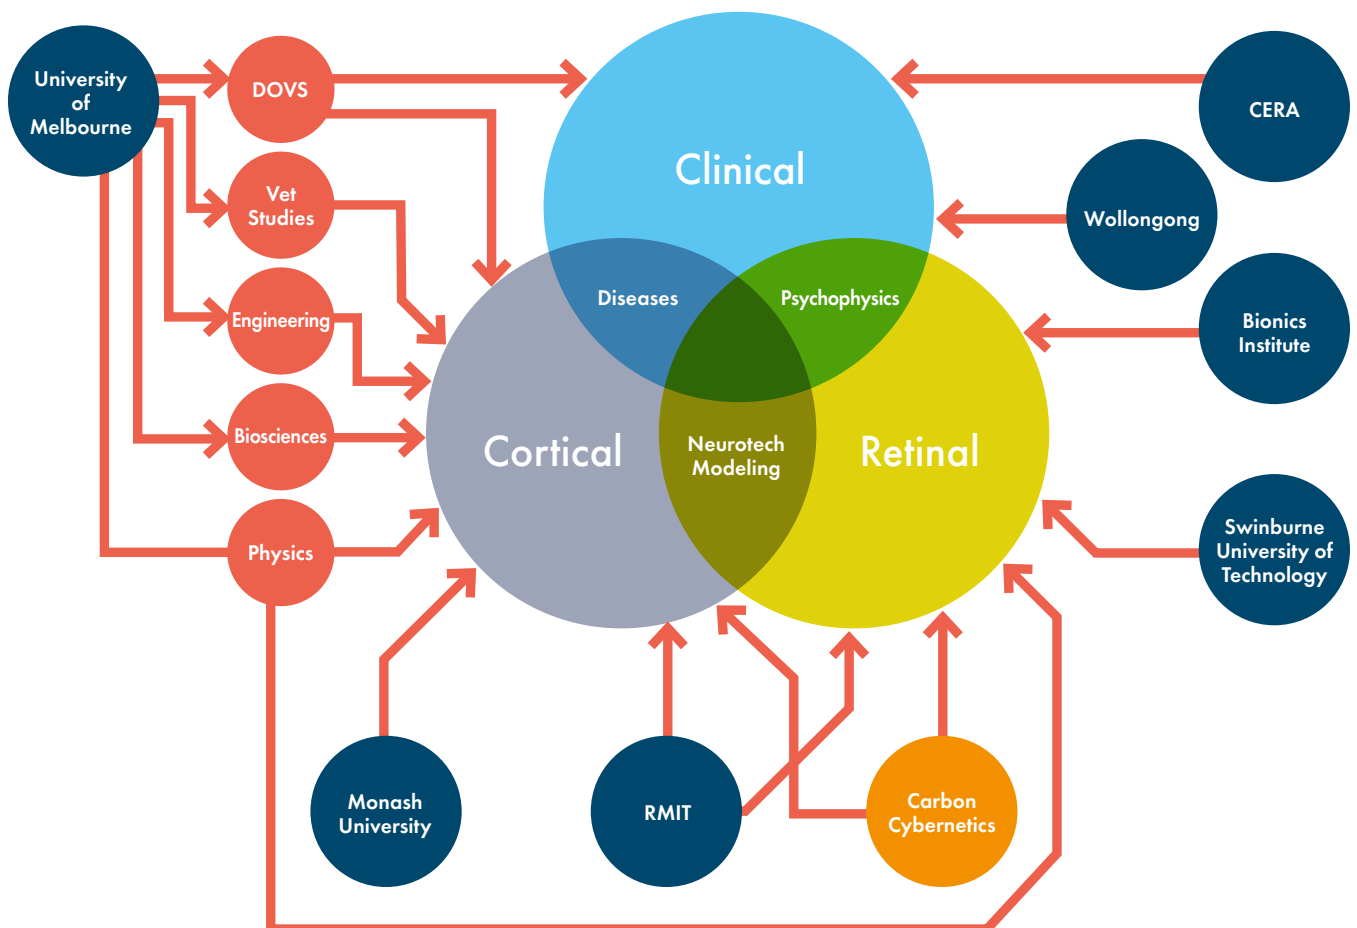 University
of
Melbourne
DOVS
Vet
Studies
Engineering
Biosciences
Physics
Clinical
Diseases
Psychophysics
Cortical
Neurotech
Modeling
Retinal
CERA
Wollongong
Bionics
Institute
Swinburne
University of
Technology
Monash
University
RMIT
Carbon
Cybernetics